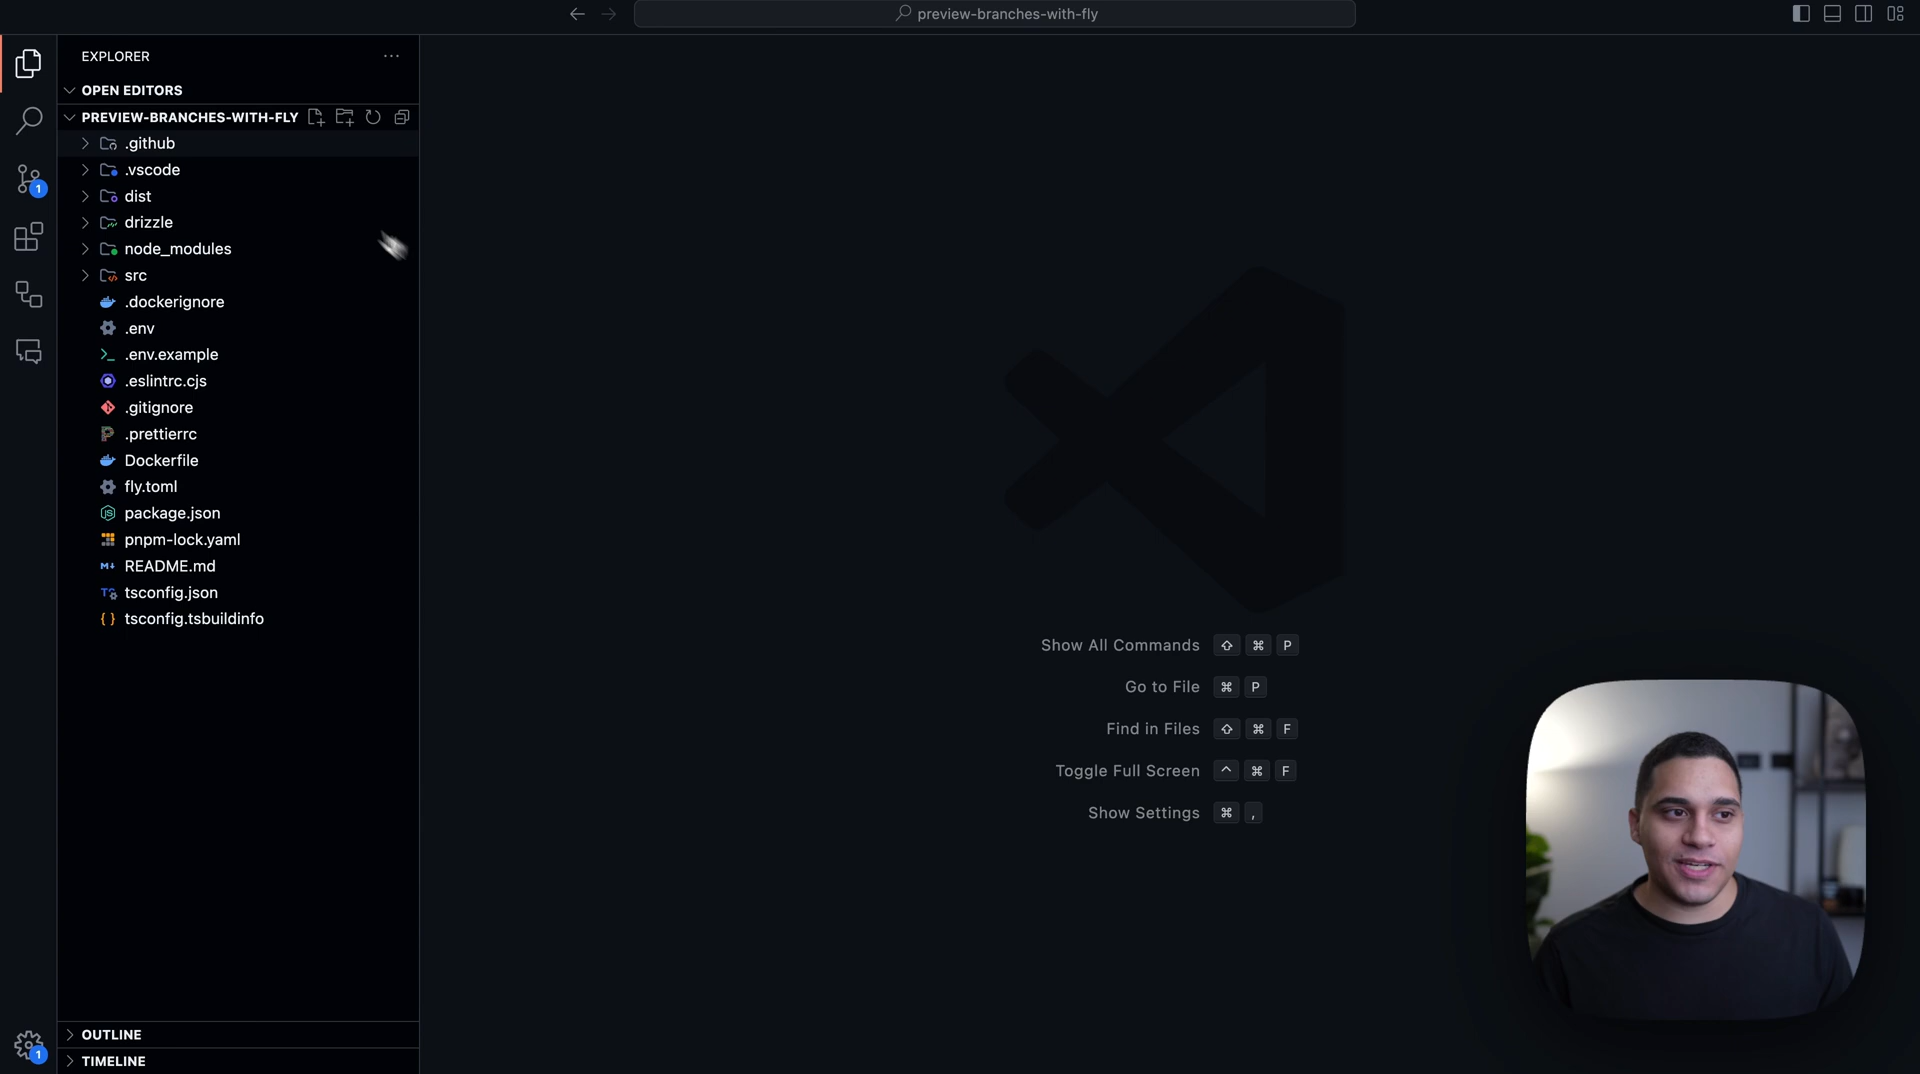 preview-branches-with-fly
EXPLORER
OPEN EDITORS
PREVIEW-BRANCHES-WITH-FLY
.github
.vscode
dist
drizzle
node_modules
src
.dockerignore
.env
.env.example
.eslintrc.cjs
.gitignore
.prettierrc
Dockerfile
fly.toml
package.json
pnpm-lock.yaml
README.md
tsconfig.json
tsconfig.tsbuildinfo
Show All Commands ⇧ ⌘ P
Go to File ⌘ P
Find in Files ⇧ ⌘ F
Toggle Full Screen ^ ⌘ F
Show Settings ⌘ ,
OUTLINE
TIMELINE
1
1